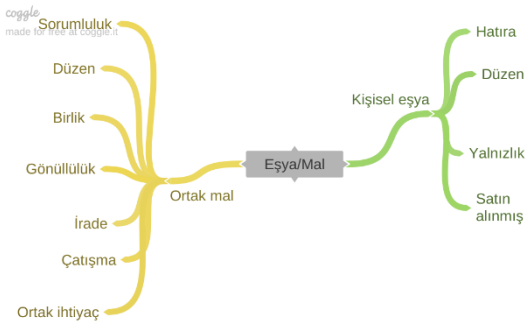 coggle
made for free at coggle.it
Sorumluluk
Düzen
Birlik
Gönüllülük
İrade
Çatışma
Ortak ihtiyaç
Ortak mal
Eşya/Mal
Kişisel eşya
Hatıra
Düzen
Yalnızlık
Satın
alınmış